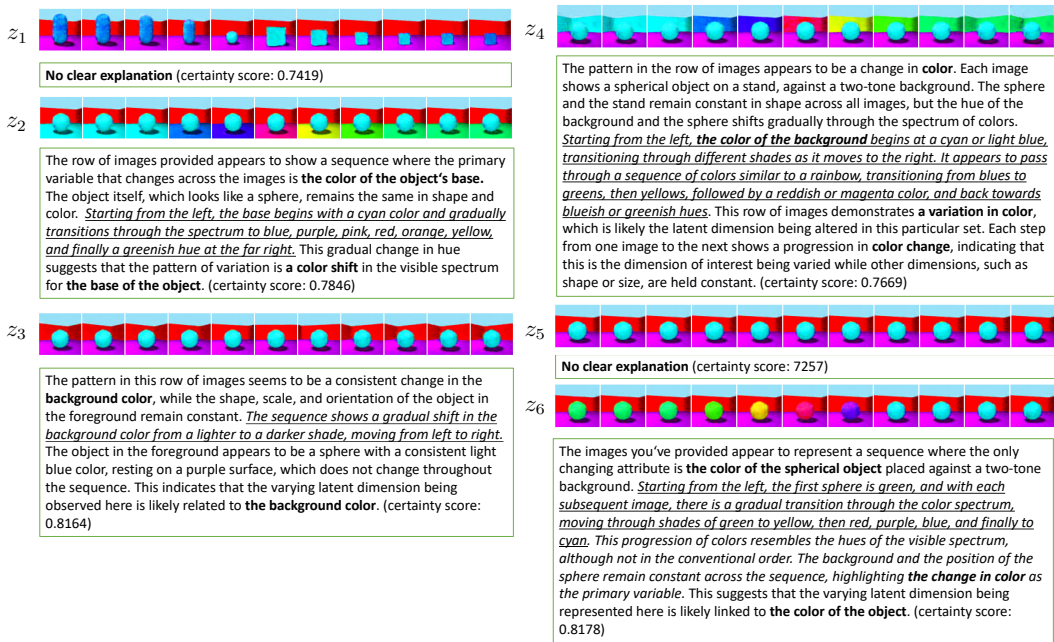 z1
No clear explanation (certainty score: 0.7419)
z2
The row of images provided appears to show a sequence where the primary
variable that changes across the images is the color of the object‘s base.
The object itself, which looks like a sphere, remains the same in shape and
color. Starting from the left, the base begins with a cyan color and gradually
transitions through the spectrum to blue, purple, pink, red, orange, yellow,
and finally a greenish hue at the far right. This gradual change in hue
suggests that the pattern of variation is a color shift in the visible spectrum
for the base of the object. (certainty score: 0.7846)
z3
The pattern in this row of images seems to be a consistent change in the
background color, while the shape, scale, and orientation of the object in
the foreground remain constant. The sequence shows a gradual shift in the
background color from a lighter to a darker shade, moving from left to right.
The object in the foreground appears to be a sphere with a consistent light
blue color, resting on a purple surface, which does not change throughout
the sequence. This indicates that the varying latent dimension being
observed here is likely related to the background color. (certainty score:
0.8164)
z4
The pattern in the row of images appears to be a change in color. Each image
shows a spherical object on a stand, against a two-tone background. The sphere
and the stand remain constant in shape across all images, but the hue of the
background and the sphere shifts gradually through the spectrum of colors.
Starting from the left, the color of the background begins at a cyan or light blue,
transitioning through different shades as it moves to the right. It appears to pass
through a sequence of colors similar to a rainbow, transitioning from blues to
greens, then yellows, followed by a reddish or magenta color, and back towards
blueish or greenish hues. This row of images demonstrates a variation in color,
which is likely the latent dimension being altered in this particular set. Each step
from one image to the next shows a progression in color change, indicating that
this is the dimension of interest being varied while other dimensions, such as
shape or size, are held constant. (certainty score: 0.7669)
z5
No clear explanation (certainty score: 7257)
z6
The images you‘ve provided appear to represent a sequence where the only
changing attribute is the color of the spherical object placed against a two-tone
background. Starting from the left, the first sphere is green, and with each
subsequent image, there is a gradual transition through the color spectrum,
moving through shades of green to yellow, then red, purple, blue, and finally to
cyan. This progression of colors resembles the hues of the visible spectrum,
although not in the conventional order. The background and the position of the
sphere remain constant across the sequence, highlighting the change in color as
the primary variable. This suggests that the varying latent dimension being
represented here is likely linked to the color of the object. (certainty score:
0.8178)